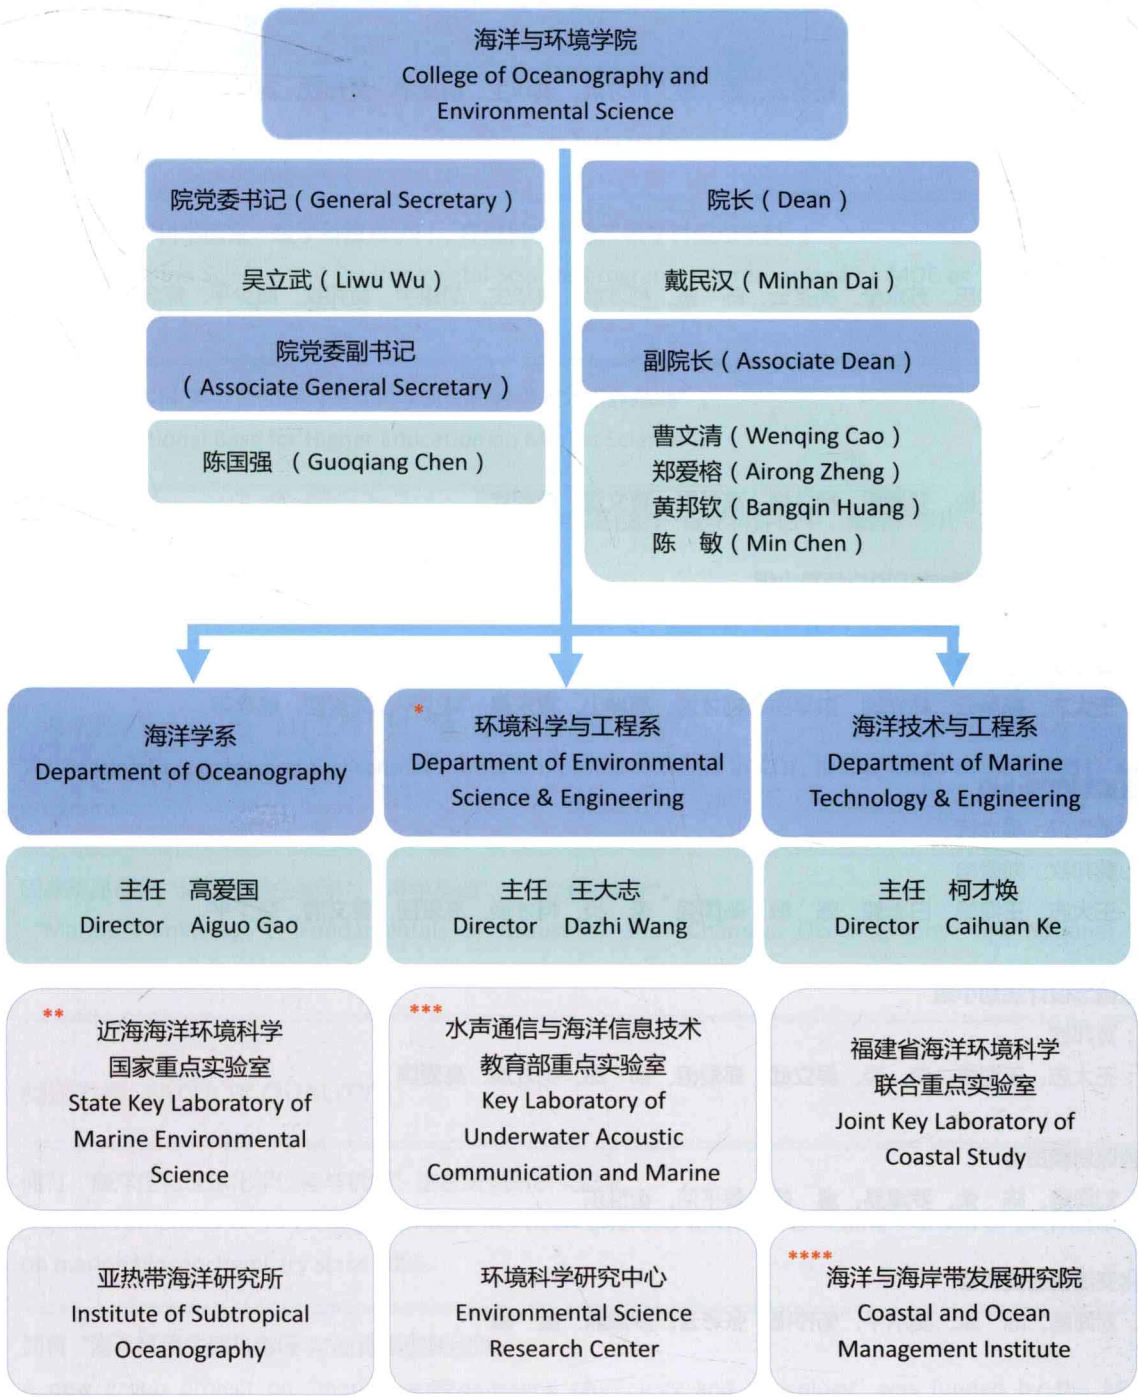 海洋与环境学院
College of Oceanography and
Environmental Science
院党委书记（General Secretary）
吴立武（Liwu Wu）
院党委副书记
（Associate General Secretary）
陈国强 （Guoqiang Chen）
院长（Dean）
戴民汉（Minhan Dai）
副院长（Associate Dean）
曹文清（Wenqing Cao）
郑爱榕（Airong Zheng）
黄邦钦（Bangqin Huang）
陈 敏（Min Chen）
海洋学系
Department of Oceanography
*
环境科学与工程系
Department of Environmental
Science & Engineering
海洋技术与工程系
Department of Marine
Technology & Engineering
主任 高爱国
Director Aiguo Gao
主任 王大志
Director Dazhi Wang
主任 柯才焕
Director Caihuan Ke
**
近海海洋环境科学
国家重点实验室
State Key Laboratory of
Marine Environmental
Science
***
水声通信与海洋信息技术
教育部重点实验室
Key Laboratory of
Underwater Acoustic
Communication and Marine
福建省海洋环境科学
联合重点实验室
Joint Key Laboratory of
Coastal Study
亚热带海洋研究所
Institute of Subtropical
Oceanography
环境科学研究中心
Environmental Science
Research Center
****
海洋与海岸带发展研究院
Coastal and Ocean
Management Institute